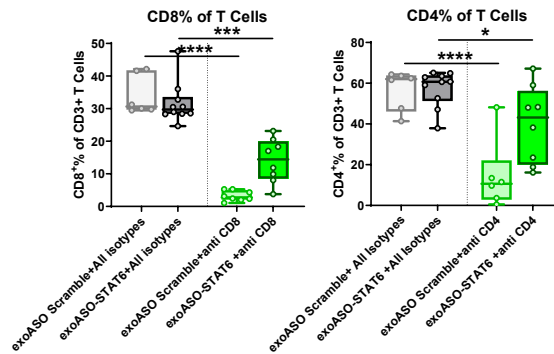 CD8% of T Cells
***
****
CD8⁺% of CD3+ T Cells
50
40
30
20
10
0
exoASO Scramble+All isotypes
exoASO-STAT6+All isotypes
exoASO Scramble+anti CD8
exoASO-STAT6 +anti CD8
CD4% of T Cells
*
****
CD4⁺% of CD3+ T Cells
80
60
40
20
0
exoASO Scramble+ All Isotypes
exoASO-STAT6 +All Isotypes
exoASO Scramble+anti CD4
exoASO-STAT6 +anti CD4